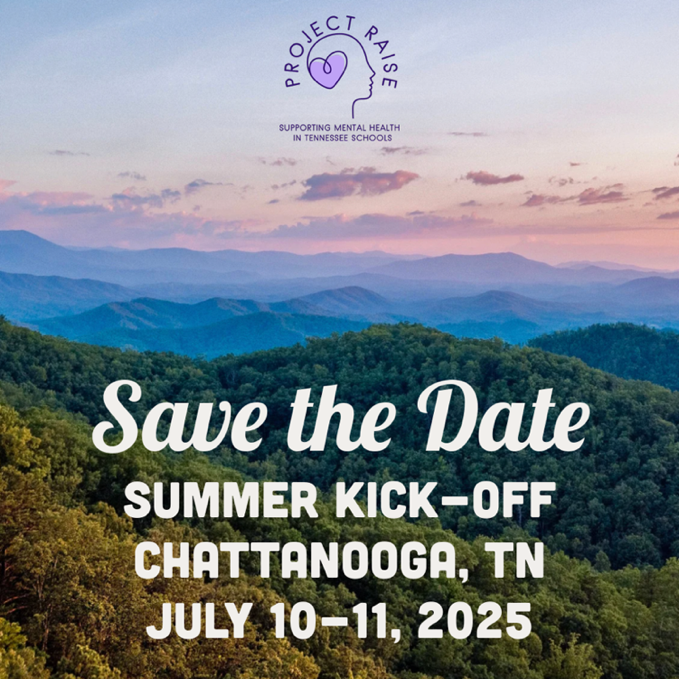 PROJECT RAISE
SUPPORTING MENTAL HEALTH
IN TENNESSEE SCHOOLS
Save the Date
SUMMER KICK-OFF
CHATTANOOGA, TN
JULY 10-11, 2025